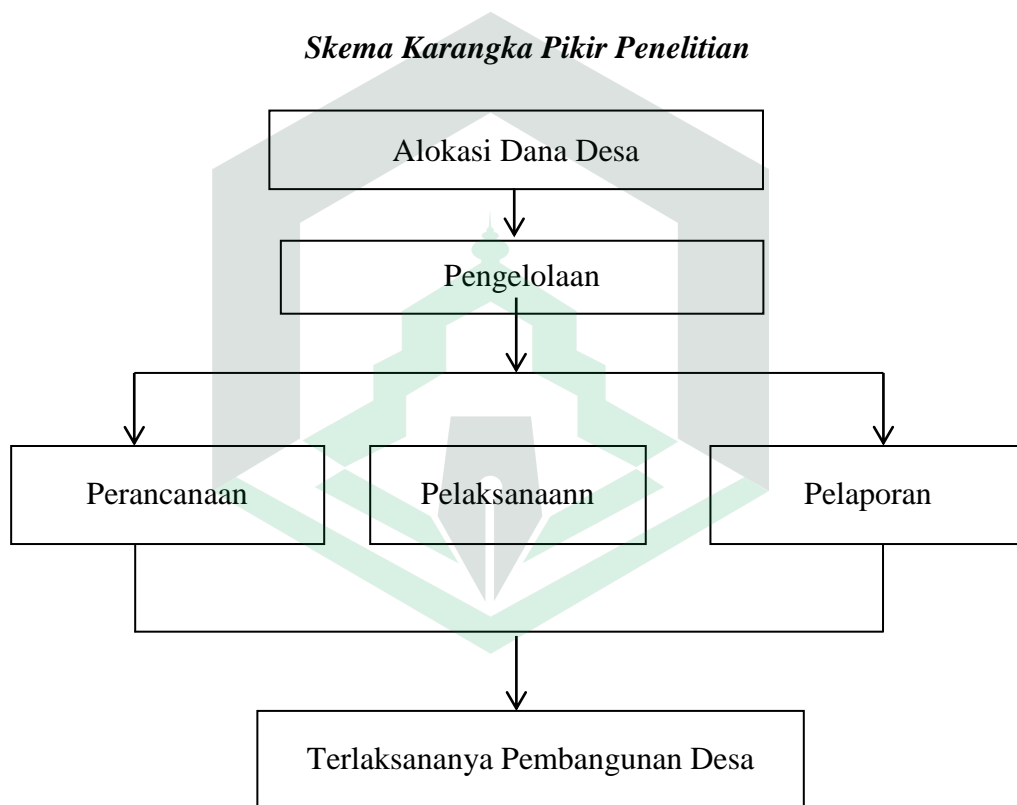 Skema Karangka Pikir Penelitian
Alokasi Dana Desa
Pengelolaan
Perancanaan
Pelaksanaann
Pelaporan
Terlaksananya Pembangunan Desa